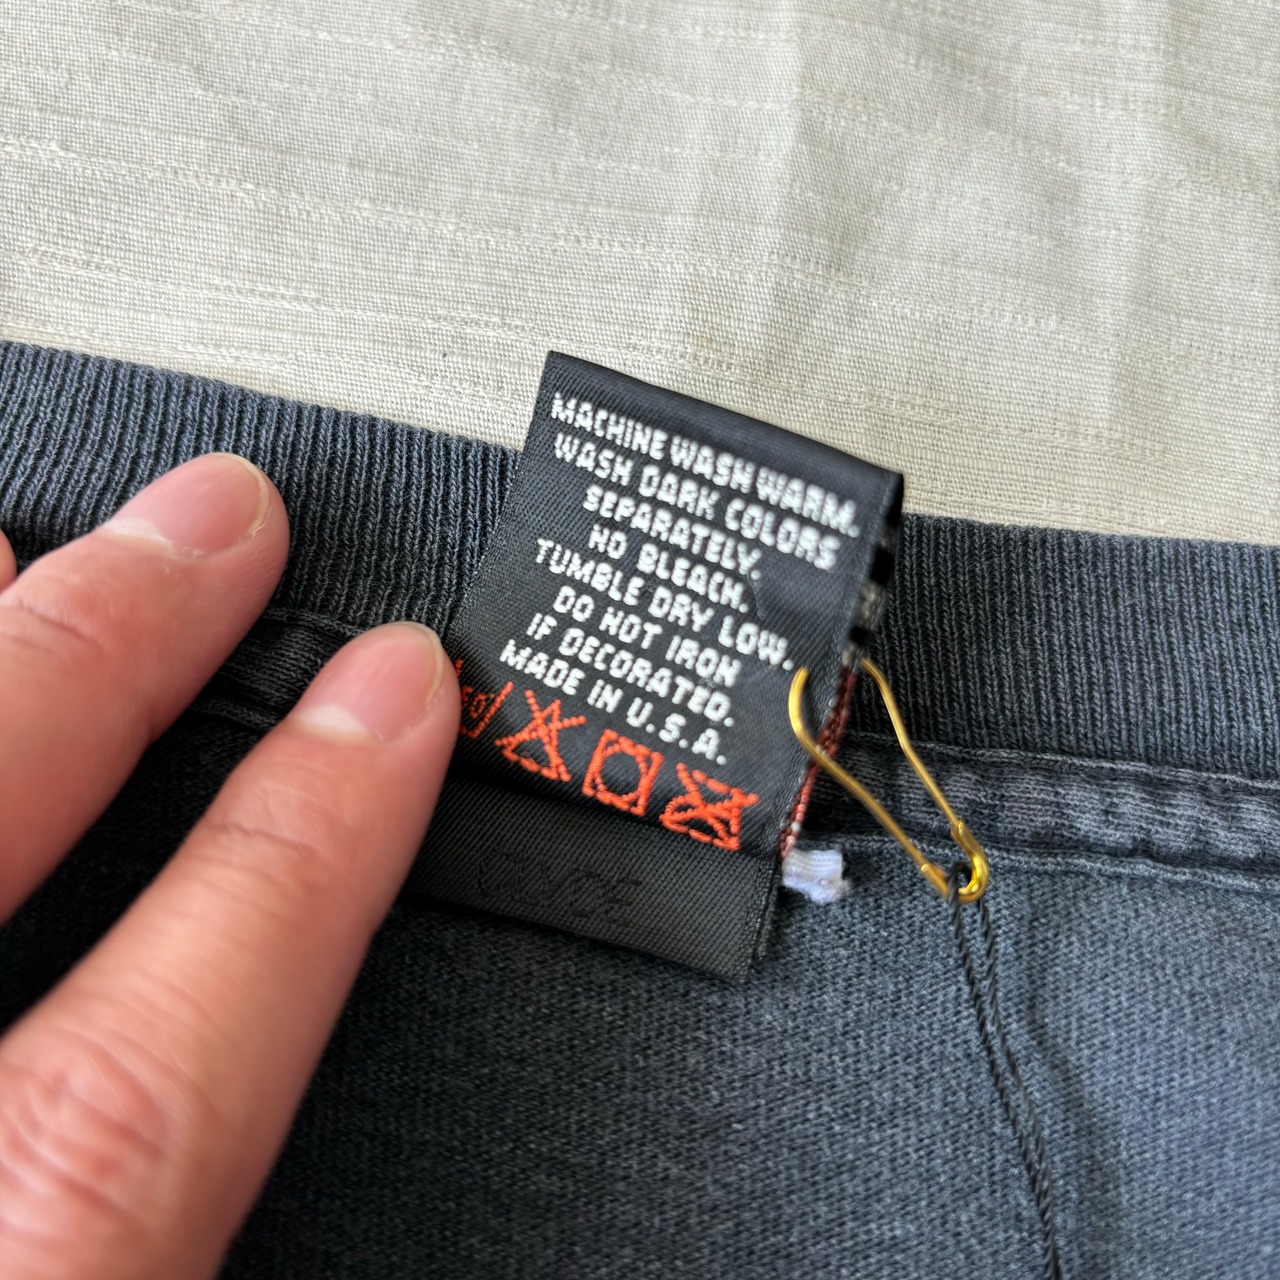 MACHINE WASH WARM.
WASH DARK COLORS
SEPARATELY.
NO BLEACH.
TUMBLE DRY LOW.
DO NOT IRON
IF DECORATED.
MADE IN U.S.A.